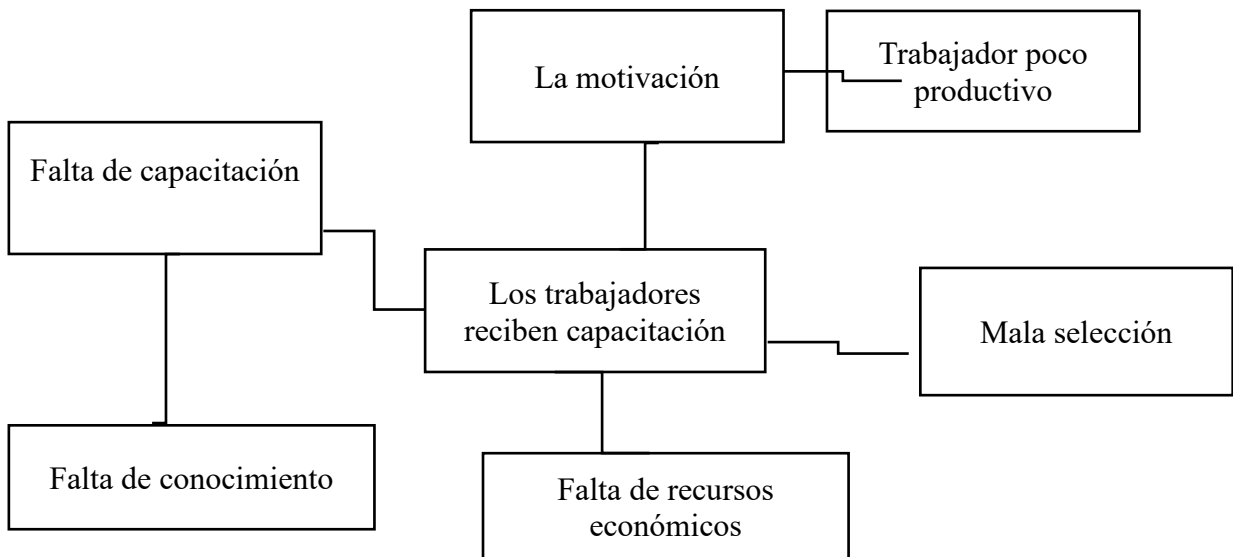 La motivación
Trabajador poco
productivo
Falta de capacitación
Los trabajadores
reciben capacitación
Mala selección
Falta de conocimiento
Falta de recursos
económicos